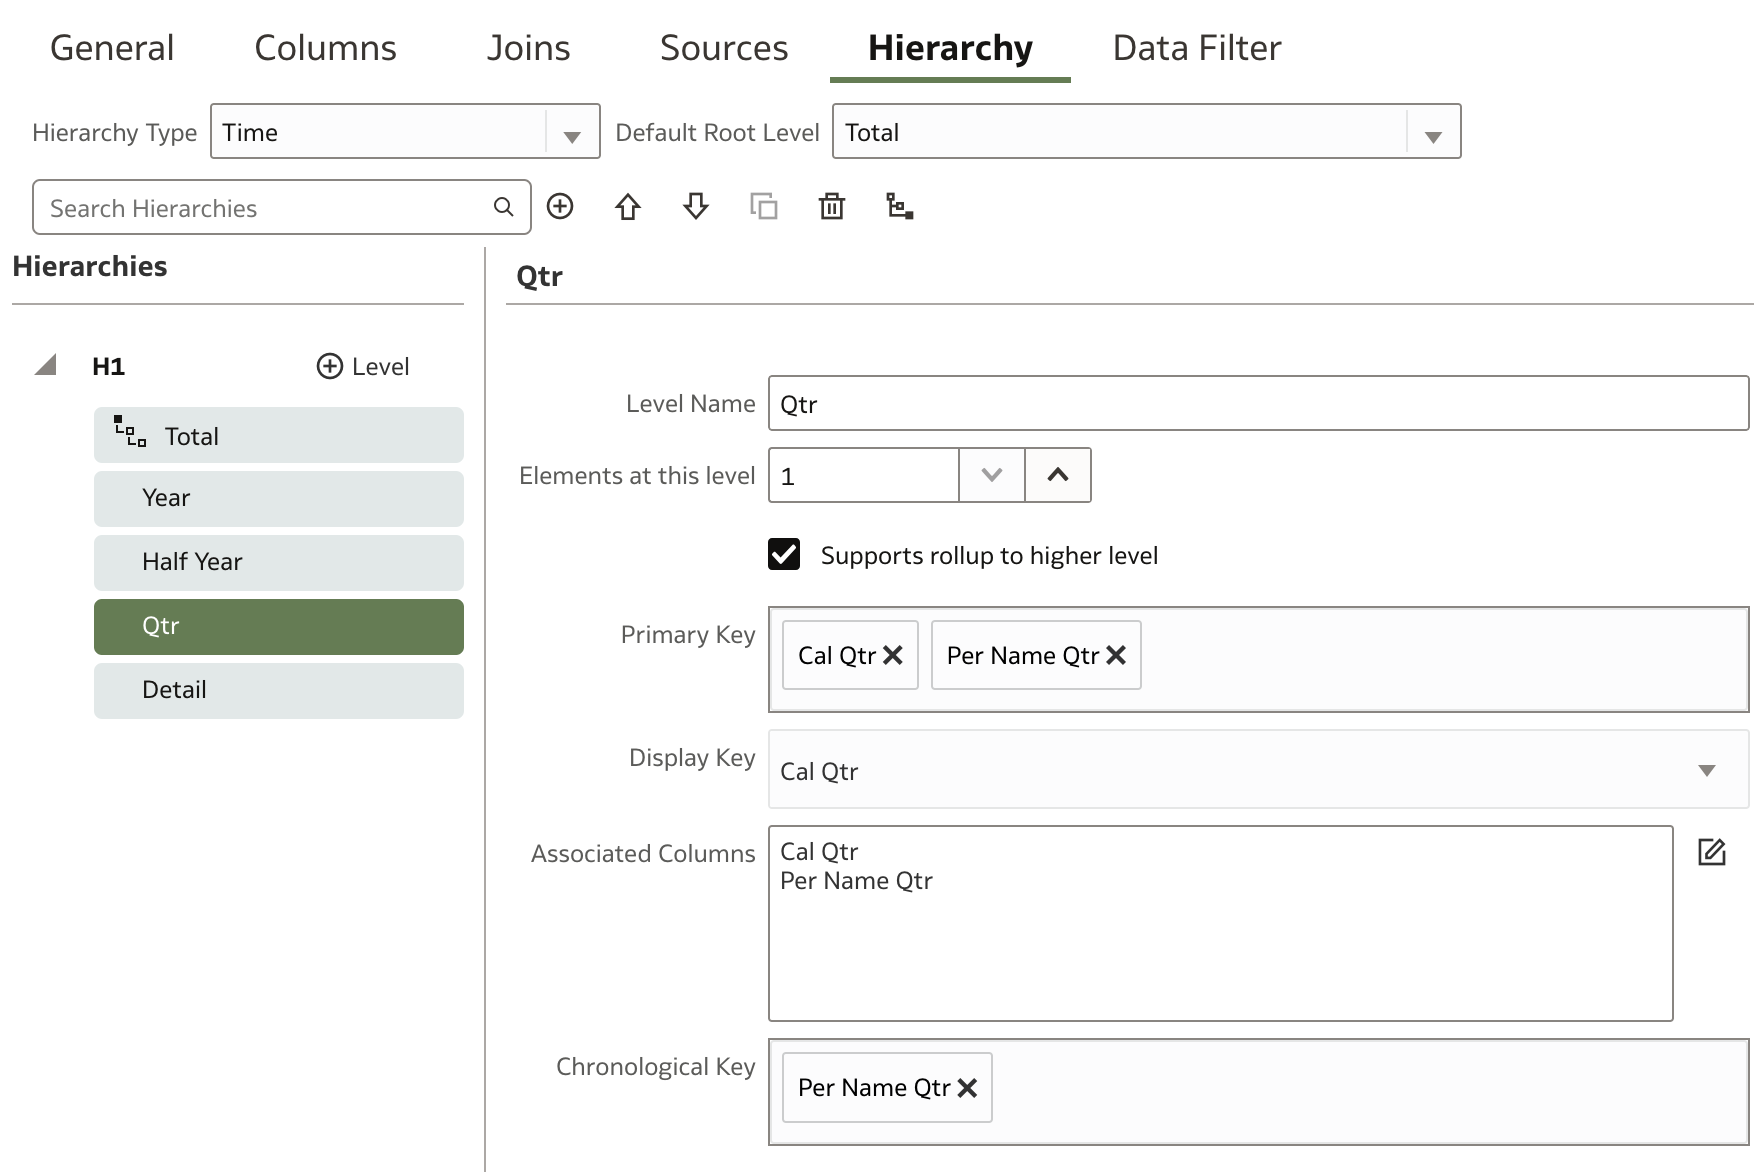 General Columns Joins Sources Hierarchy Data Filter
Hierarchy Type Time Default Root Level Total
Search Hierarchies
Hierarchies
H1 Level
Total
Year
Half Year
Qtr
Detail
Qtr
Level Name Qtr
Elements at this level 1
Supports rollup to higher level
Primary Key Cal Qtr Per Name Qtr
Display Key Cal Qtr
Associated Columns Cal Qtr
Per Name Qtr
Chronological Key Per Name Qtr